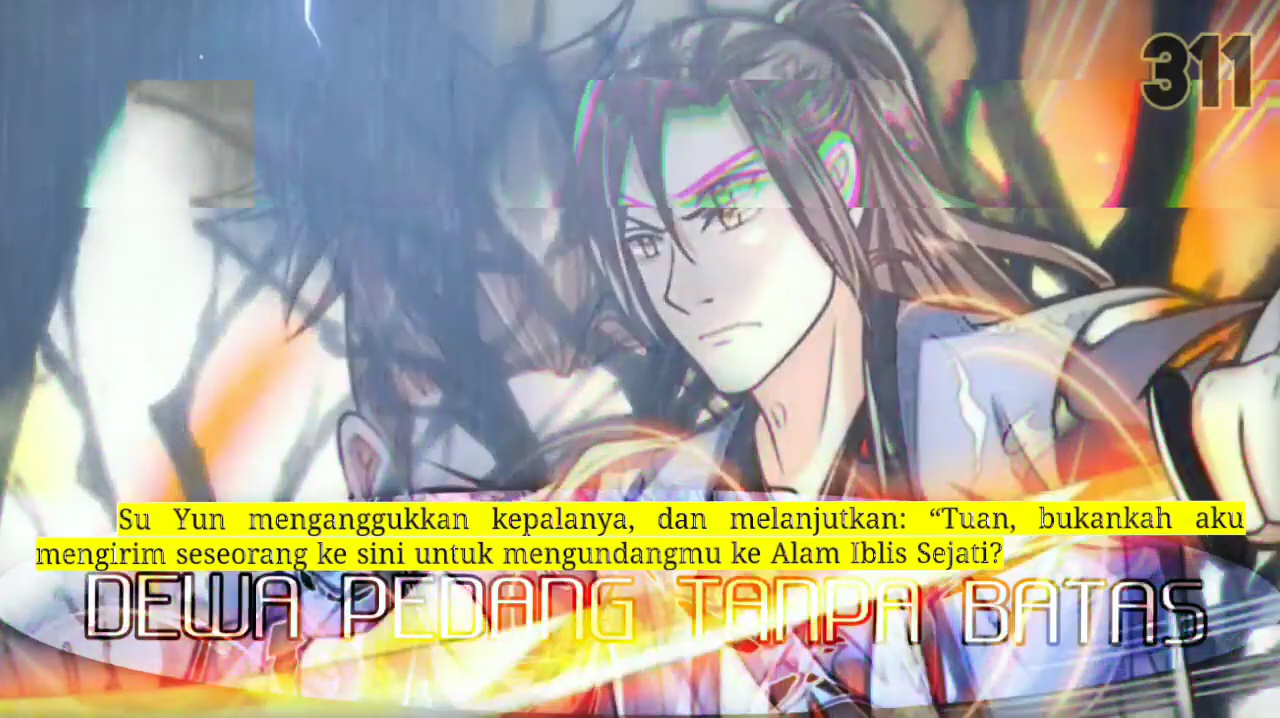 311
Su Yun menganggukkan kepalanya, dan melanjutkan: “Tuan, bukankah aku
mengirim seseorang ke sini untuk mengundangmu ke Alam Iblis Sejati?
DEWA PEDANG TANPA BATAS